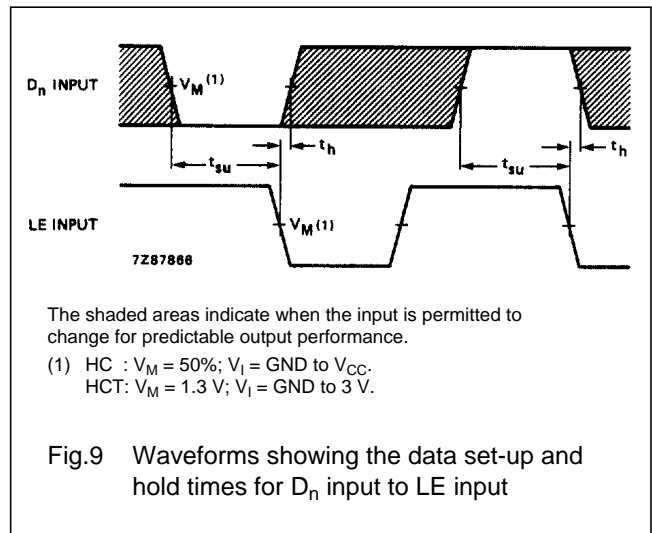 Dn INPUT
VM(1)
th
tsu
th
tsu
LE INPUT
VM(1)
7Z87866
The shaded areas indicate when the input is permitted to
change for predictable output performance.
(1) HC : VM = 50%; VI = GND to VCC.
HCT: VM = 1.3 V; VI = GND to 3 V.
Fig.9 Waveforms showing the data set-up and
hold times for Dn input to LE input